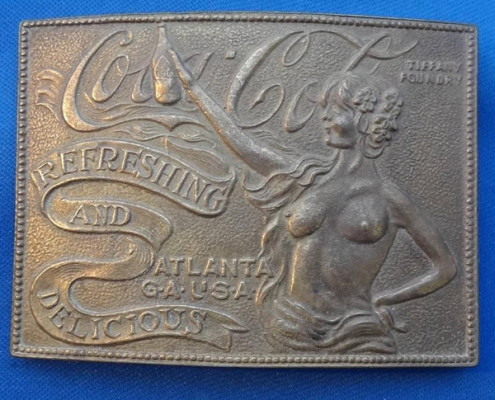 Coca-Cola
TIFFANY
FOUNDRY
REFRESHING
AND
DELICIOUS
ATLANTA
GA·USA